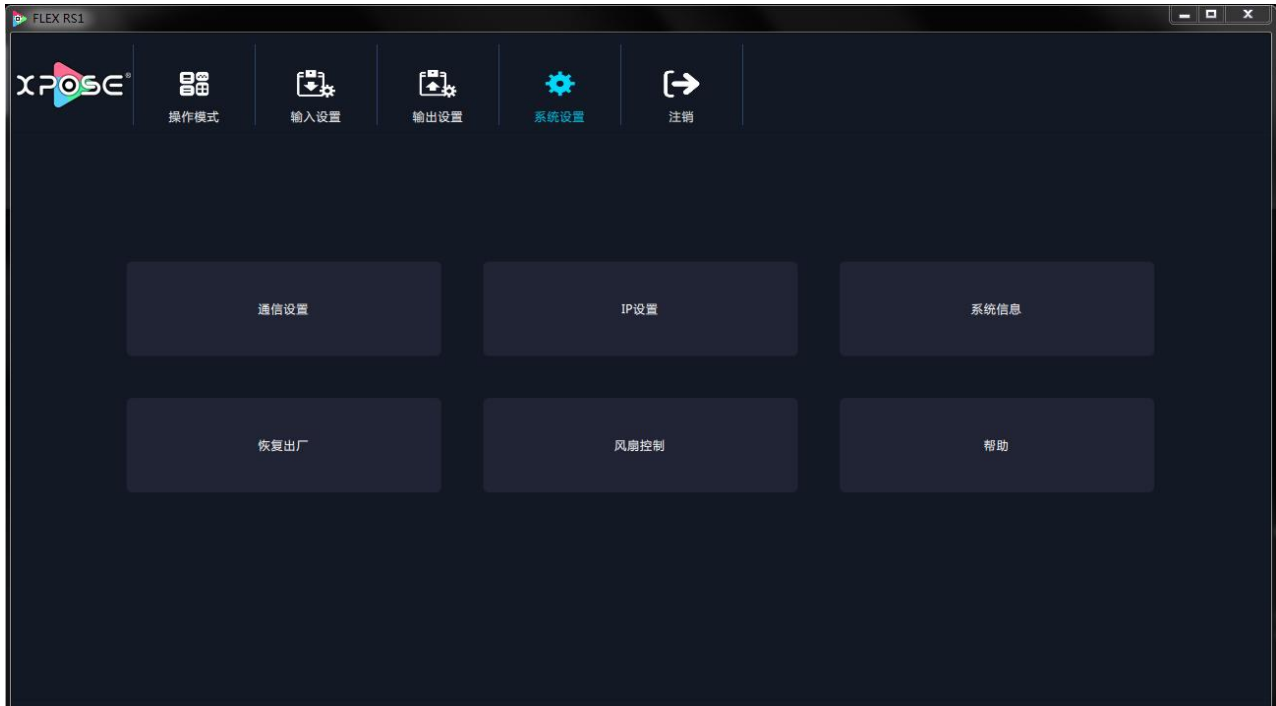 FLEX RS1
XPOSE®
操作模式
输入设置
输出设置
系统设置
注销
通信设置
IP设置
系统信息
恢复出厂
风扇控制
帮助